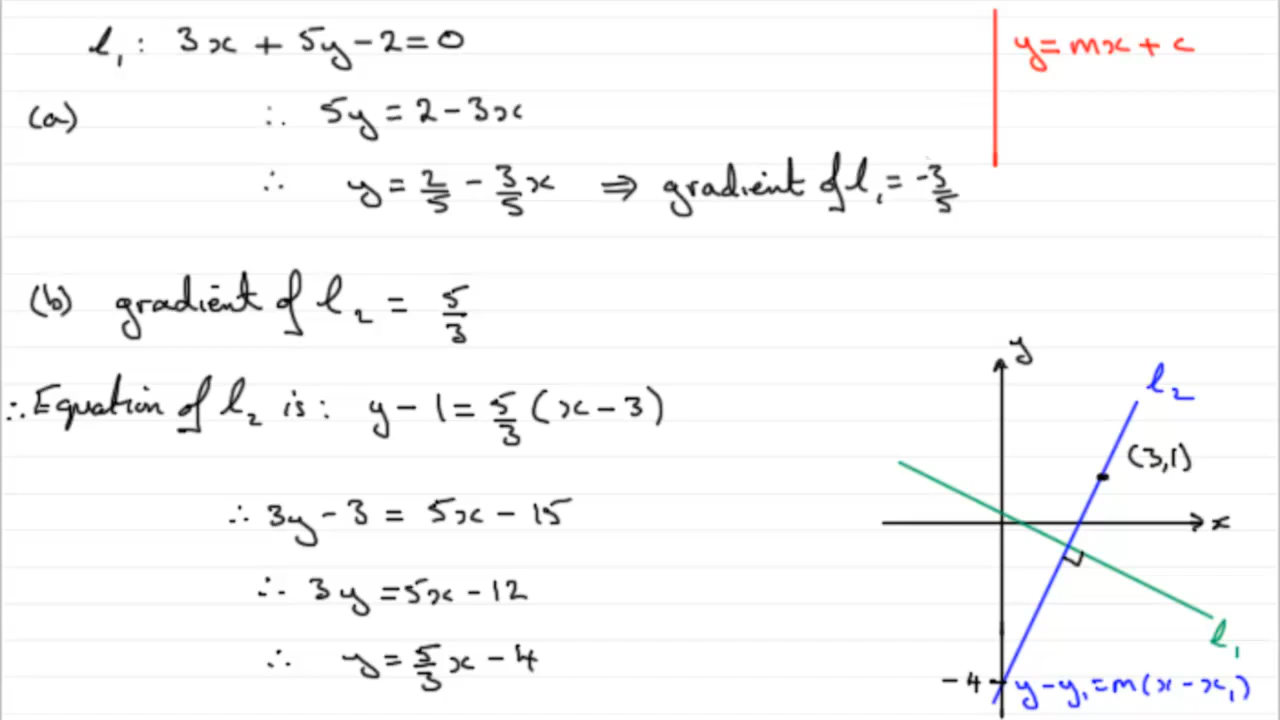 l₁: 3x + 5y - 2 = 0
y = mx + c
(a) ∴ 5y = 2 - 3x
∴ y = 2/5 - 3/5 x ⇒ gradient of l₁ = -3/5
(b) gradient of l₂ = 5/3
∴ Equation of l₂ is: y - 1 = 5/3 (x - 3)
∴ 3y - 3 = 5x - 15
∴ 3y = 5x - 12
∴ y = 5/3 x - 4
y
l₂
(3,1)
x
l₁
-4
y - y₁ = m(x - x₁)